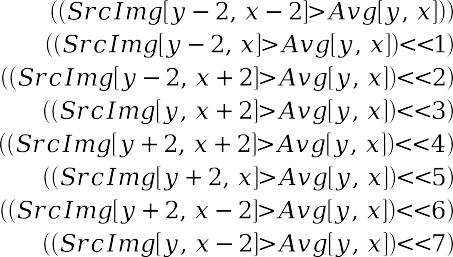 ((SrcImg[y−2, x−2]>Avg[y, x]))
((SrcImg[y−2, x]>Avg[y, x])<<1)
((SrcImg[y−2, x+2]>Avg[y, x])<<2)
((SrcImg[y, x+2]>Avg[y, x])<<3)
((SrcImg[y+2, x+2]>Avg[y, x])<<4)
((SrcImg[y+2, x]>Avg[y, x])<<5)
((SrcImg[y+2, x−2]>Avg[y, x])<<6)
((SrcImg[y, x−2]>Avg[y, x])<<7)